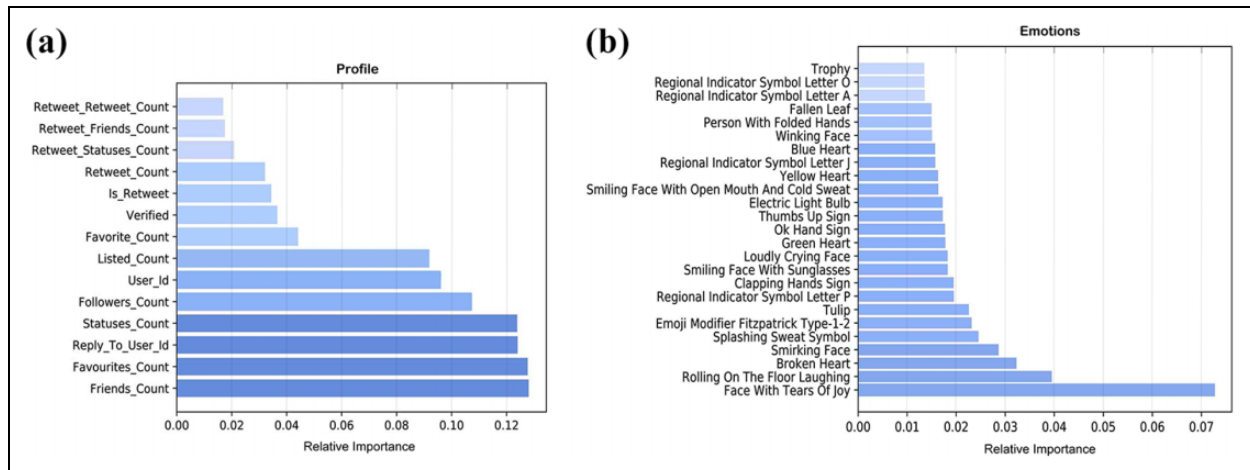 (a)
Profile
Retweet_Retweet_Count
Retweet_Friends_Count
Retweet_Statuses_Count
Retweet_Count
Is_Retweet
Verified
Favorite_Count
Listed_Count
User_Id
Followers_Count
Statuses_Count
Reply_To_User_Id
Favourites_Count
Friends_Count
0.00 0.02 0.04 0.06 0.08 0.10 0.12
Relative Importance
(b)
Emotions
Trophy
Regional Indicator Symbol Letter O
Regional Indicator Symbol Letter A
Fallen Leaf
Person With Folded Hands
Winking Face
Blue Heart
Regional Indicator Symbol Letter J
Yellow Heart
Smiling Face With Open Mouth And Cold Sweat
Electric Light Bulb
Thumbs Up Sign
Ok Hand Sign
Green Heart
Loudly Crying Face
Smiling Face With Sunglasses
Clapping Hands Sign
Regional Indicator Symbol Letter P
Tulip
Emoji Modifier Fitzpatrick Type-1-2
Splashing Sweat Symbol
Smirking Face
Broken Heart
Rolling On The Floor Laughing
Face With Tears Of Joy
0.00 0.01 0.02 0.03 0.04 0.05 0.06 0.07
Relative Importance